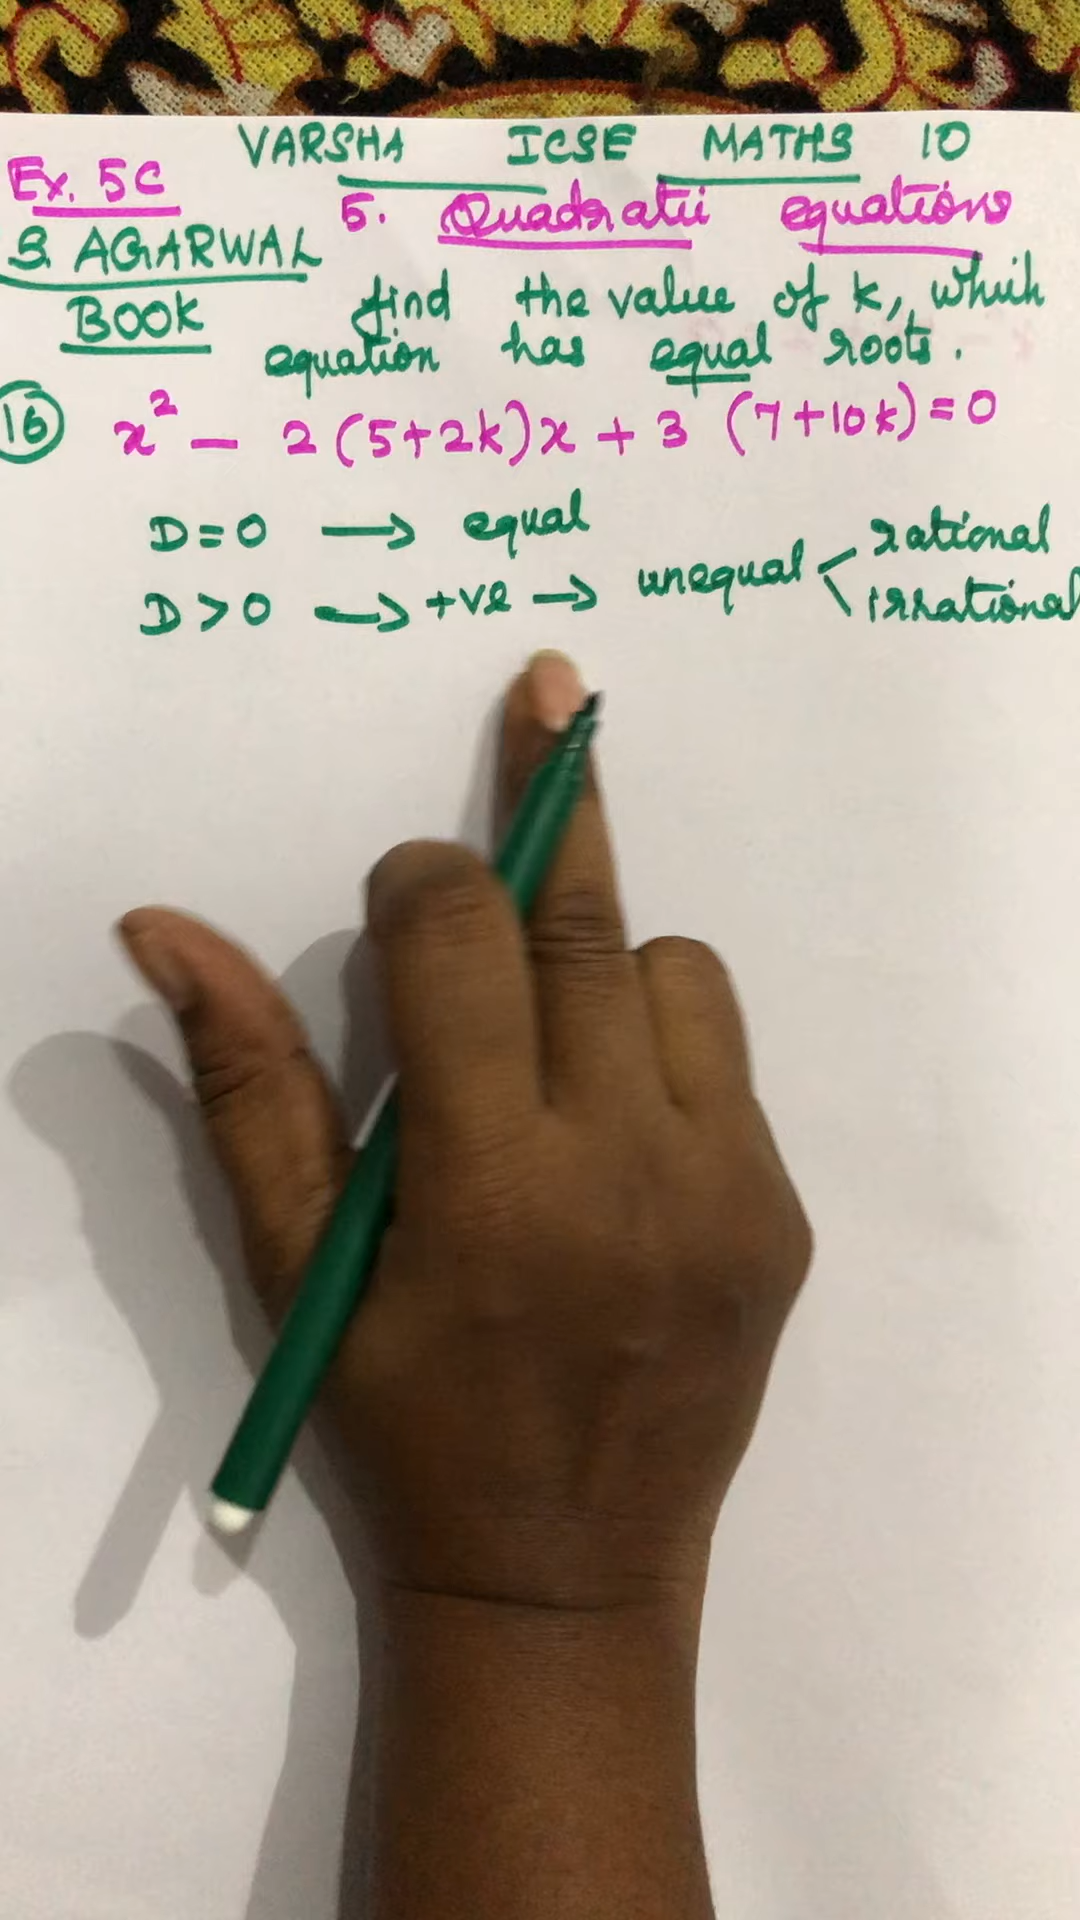 VARSHA ICSE MATHS 10
Ex. 5C
5. Quadratic equations
S. AGARWAL
BOOK
find the value of k, which
equation has equal roots.
16 x² - 2(5+2k)x + 3 (7+10k)=0
D=0 → equal
D>0 → +ve → unequal < rational
irrational